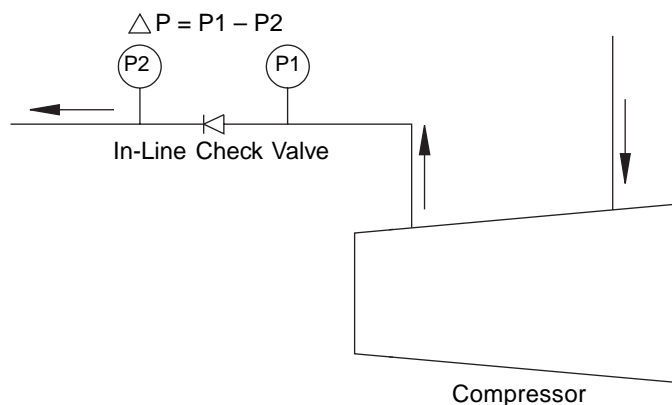 △ P = P1 – P2
P2
P1
In-Line Check Valve
Compressor